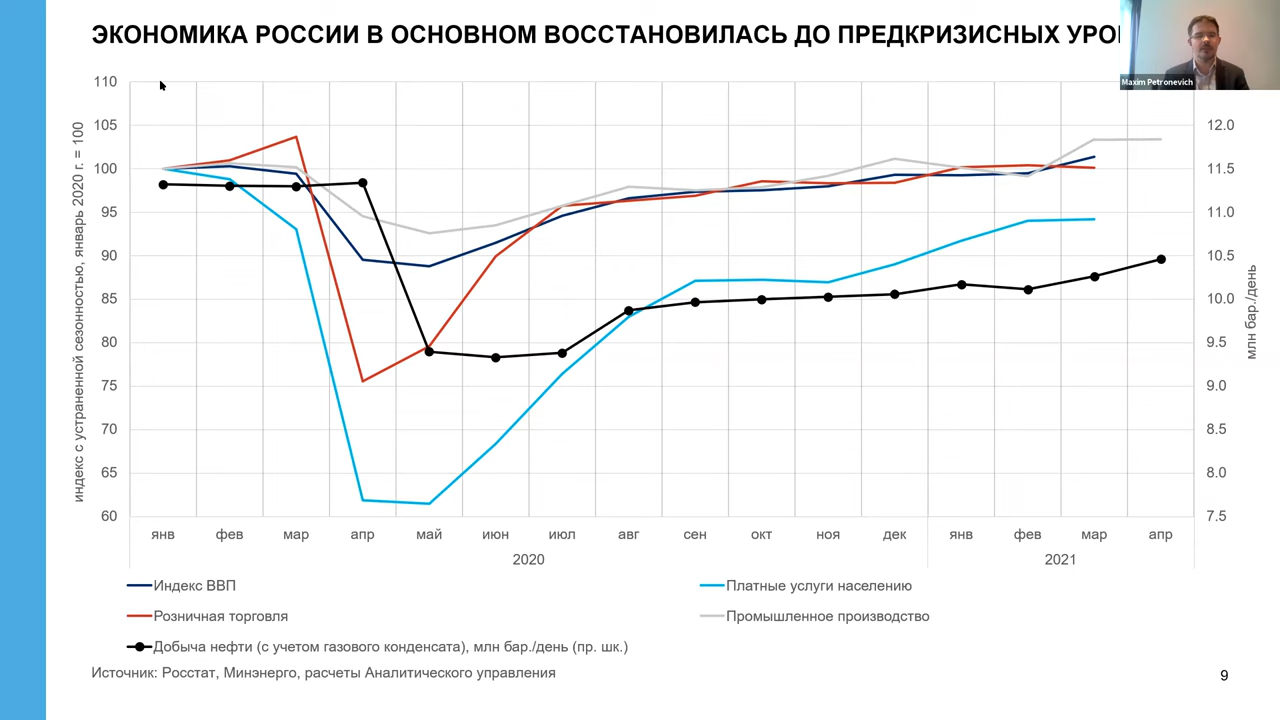 ЭКОНОМИКА РОССИИ В ОСНОВНОМ ВОССТАНОВИЛАСЬ ДО ПРЕДКРИЗИСНЫХ
Maxim Petronevich
110
105
100
95
90
85
80
75
70
65
60
индекс с устраненной сезонностью, январь 2020 г. = 100
12.0
11.5
11.0
10.5
10.0
9.5
9.0
8.5
8.0
7.5
млн бар./день
янв фев мар апр май июн июл авг сен окт ноя дек янв фев мар апр
2020 2021
Индекс ВВП
Платные услуги населению
Розничная торговля
Промышленное производство
Добыча нефти (с учетом газового конденсата), млн бар./день (пр. шк.)
Источник: Росстат, Минэнерго, расчеты Аналитического управления
9